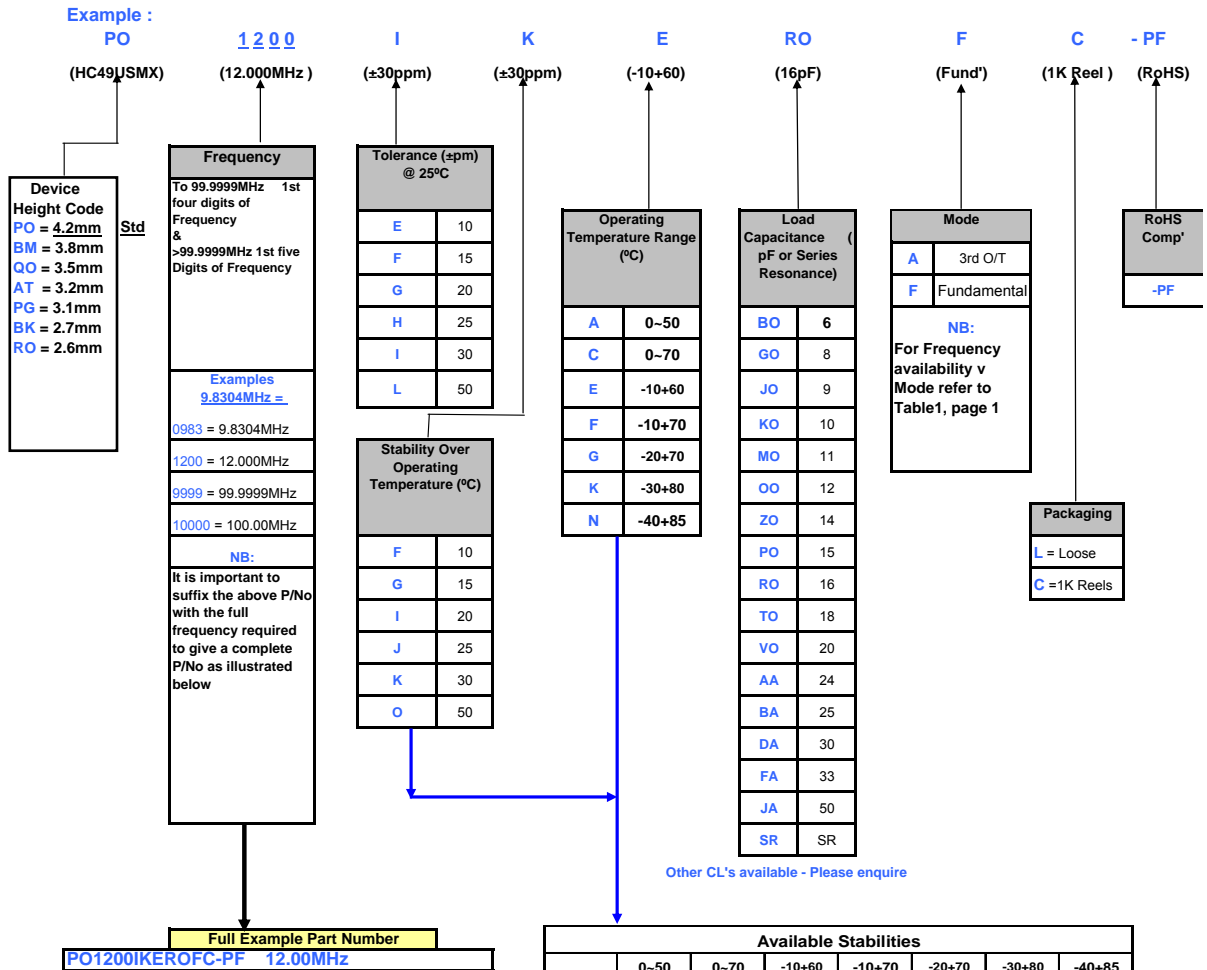 Example :
PO 1200 I K E RO F C - PF
(HC49USMX) (12.000MHz ) (±30ppm) (±30ppm) (-10+60) (16pF) (Fund') (1K Reel ) (RoHS)
Device
Height Code
PO = 4.2mm Std
BM = 3.8mm
QO = 3.5mm
AT = 3.2mm
PG = 3.1mm
BK = 2.7mm
RO = 2.6mm
Frequency
To 99.9999MHz 1st
four digits of
Frequency
&
>99.9999MHz 1st five
Digits of Frequency
Examples
9.8304MHz =
0983 = 9.8304MHz
1200 = 12.000MHz
9999 = 99.9999MHz
10000 = 100.00MHz
NB:
It is important to
suffix the above P/No
with the full
frequency required
to give a complete
P/No as illustrated
below
Tolerance (±pm)
@ 25ºC
E 10
F 15
G 20
H 25
I 30
L 50
Stability Over
Operating
Temperature (ºC)
F 10
G 15
I 20
J 25
K 30
O 50
Operating
Temperature Range
(ºC)
A 0~50
C 0~70
E -10+60
F -10+70
G -20+70
K -30+80
N -40+85
Load
Capacitance (
pF or Series
Resonance)
BO 6
GO 8
JO 9
KO 10
MO 11
OO 12
ZO 14
PO 15
RO 16
TO 18
VO 20
AA 24
BA 25
DA 30
FA 33
JA 50
SR SR
Other CL's available - Please enquire
Mode
A 3rd O/T
F Fundamental
NB:
For Frequency
availability v
Mode refer to
Table1, page 1
Packaging
L = Loose
C =1K Reels
RoHS
Comp'
-PF
Full Example Part Number
PO1200IKEROFC-PF 12.00MHz
Available Stabilities
0~50 0~70 -10+60 -10+70 -20+70 -30+80 -40+85